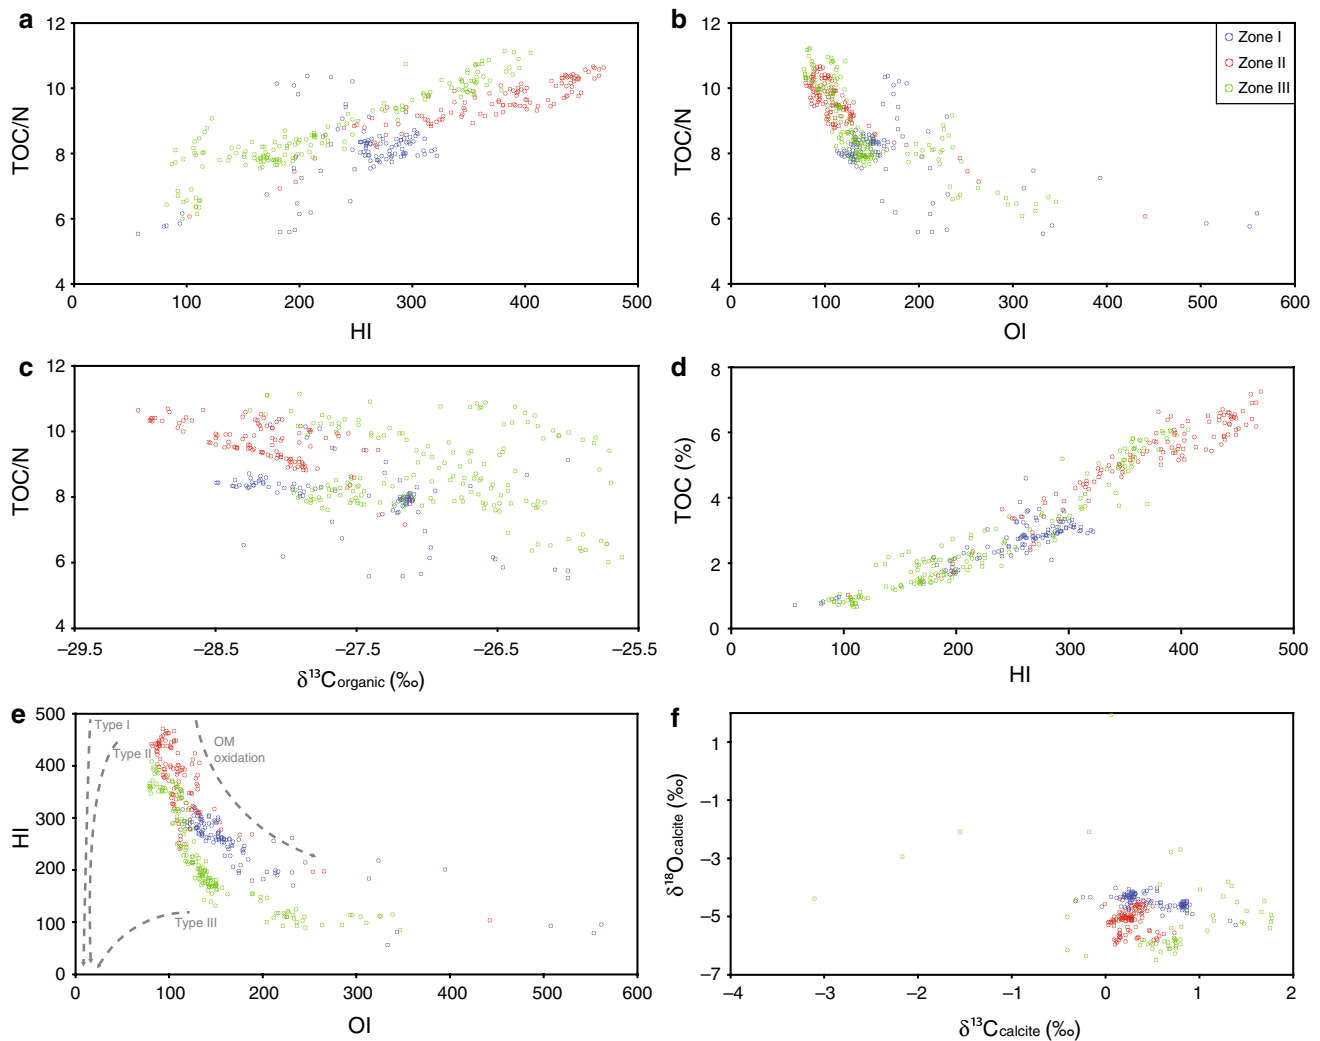 a
12
10
8
6
4
TOC/N
0
100
200
300
400
500
HI
b
12
10
8
6
4
TOC/N
Zone I
Zone II
Zone III
0
100
200
300
400
500
600
OI
c
12
10
8
6
4
TOC/N
−29.5
−28.5
−27.5
−26.5
−25.5
δ¹³Corganic (‰)
d
8
6
4
2
0
TOC (%)
0
100
200
300
400
500
HI
e
500
400
300
200
100
0
HI
Type I
Type II
OM
oxidation
Type III
0
100
200
300
400
500
600
OI
f
1
−1
−3
−5
−7
δ¹⁸Ocalcite (‰)
−4
−3
−2
−1
0
1
2
δ¹³Ccalcite (‰)